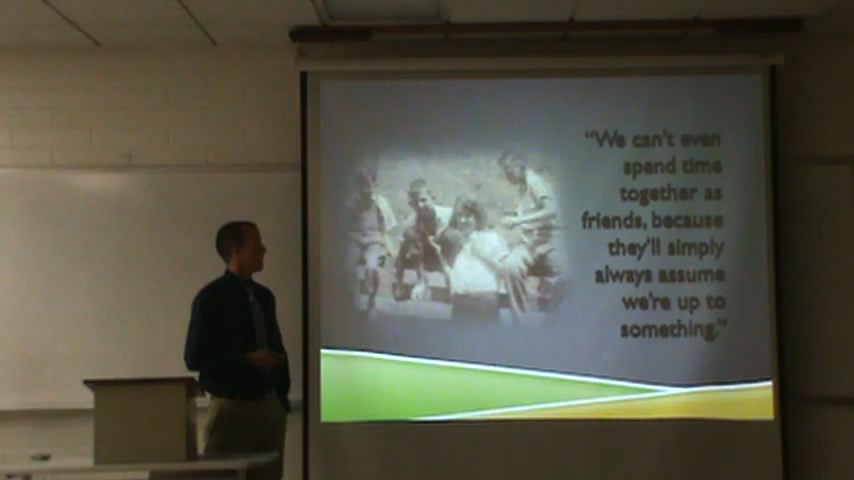 “We can't even
spend time
together as
friends, because
they'll simply
always assume
we're up to
something.”